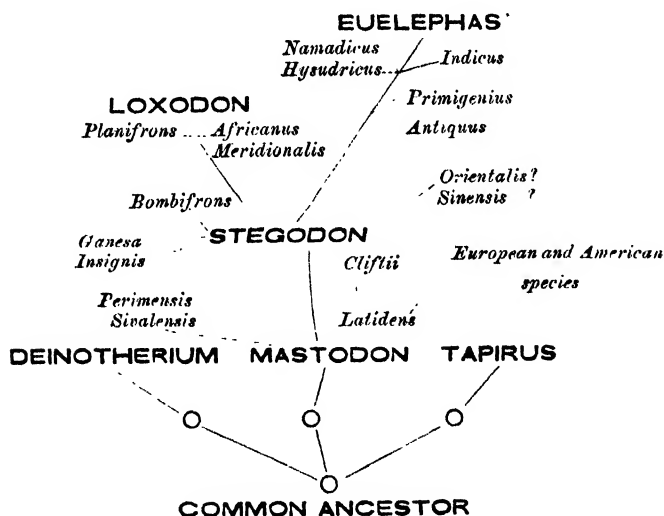 EUELEPHAS
Namadicus
Hysudricus
Indicus
LOXODON
Planifrons
Africanus
Meridionalis
Primigenius
Antiquus
Bombifrons
Orientalis?
Sinensis ?
STEGODON
Ganesa
Insignis
Cliftii
European and American
species
Perimensis
Sivalensis
Latidens
DEINOTHERIUM MASTODON TAPIRUS
COMMON ANCESTOR